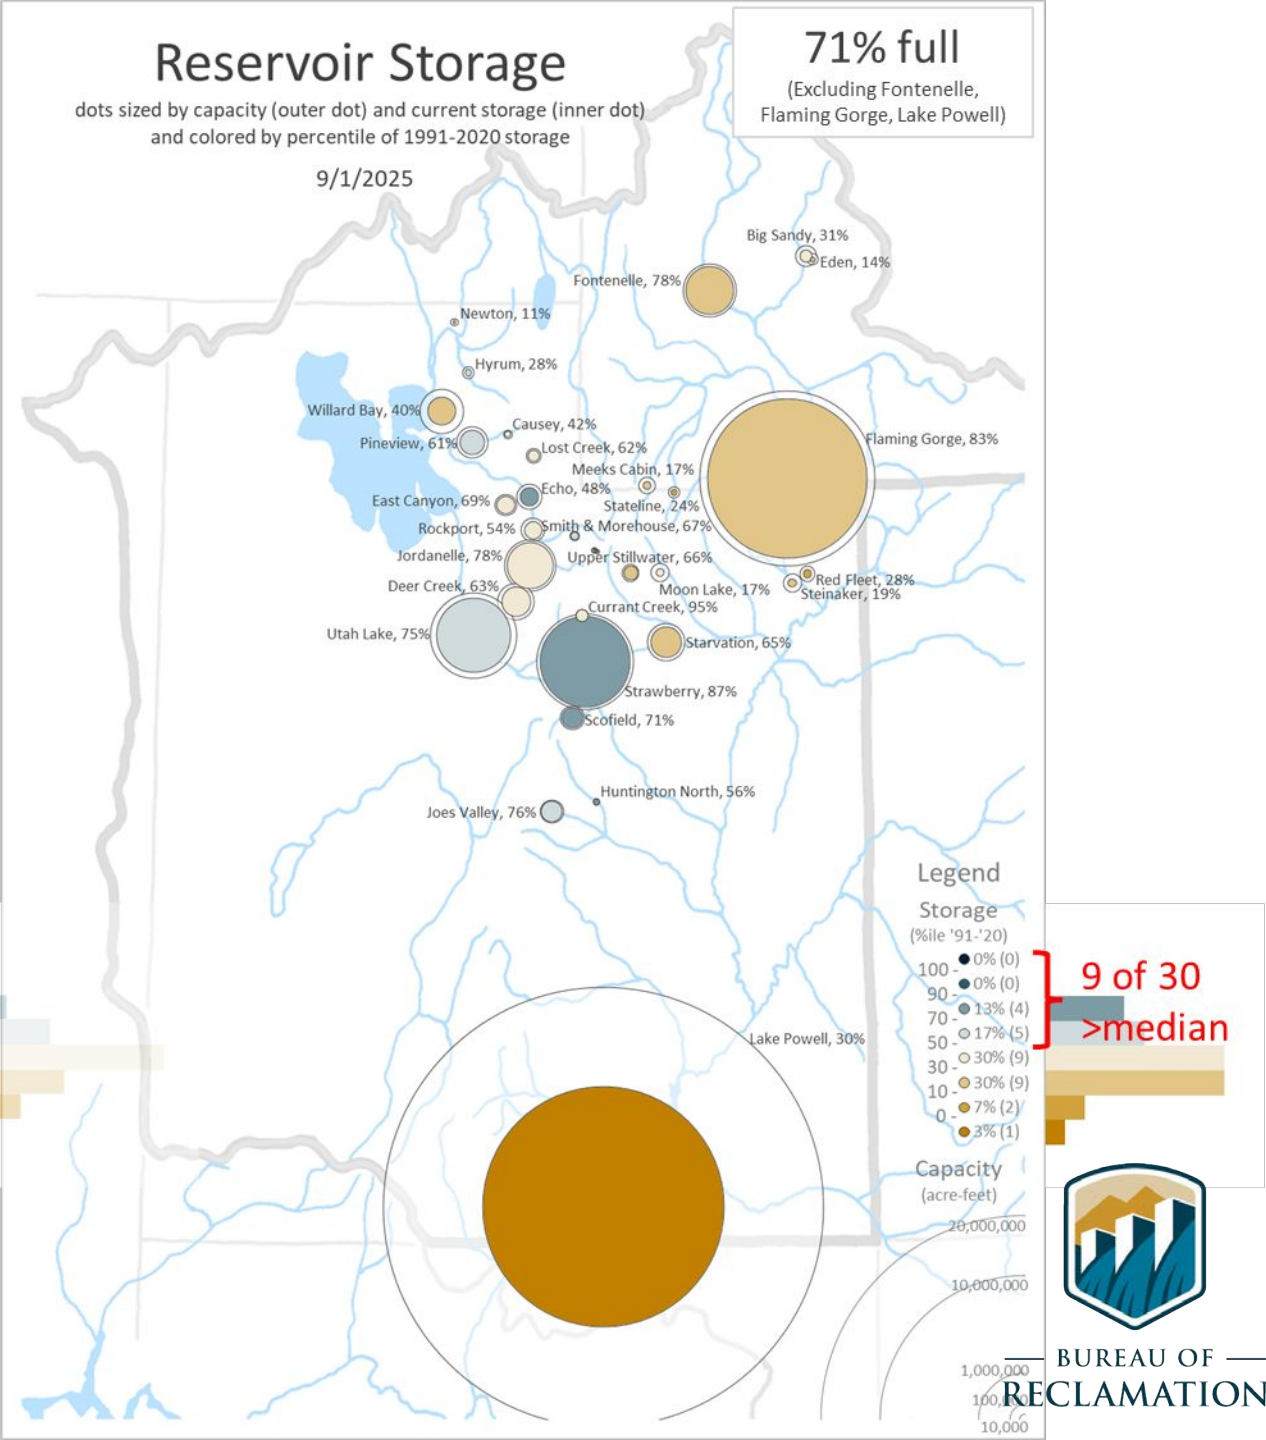 Reservoir Storage
dots sized by capacity (outer dot) and current storage (inner dot)
and colored by percentile of 1991-2020 storage
9/1/2025
71% full
(Excluding Fontenelle,
Flaming Gorge, Lake Powell)
Big Sandy, 31%
Eden, 14%
Fontenelle, 78%
Newton, 11%
Hyrum, 28%
Willard Bay, 40%
Causey, 42%
Pineview, 61%
Flaming Gorge, 83%
Lost Creek, 62%
Meeks Cabin, 17%
Echo, 48%
East Canyon, 69%
Stateline, 24%
Rockport, 54%
Smith & Morehouse, 67%
Jordanelle, 78%
Upper Stillwater, 66%
Red Fleet, 28%
Deer Creek, 63%
Moon Lake, 17%
Steinaker, 19%
Currant Creek, 95%
Utah Lake, 75%
Starvation, 65%
Strawberry, 87%
Scofield, 71%
Huntington North, 56%
Joes Valley, 76%
Lake Powell, 30%
Legend
Storage
(%ile '91-'20)
0% (0)
100 -
0% (0)
90 -
13% (4)
70 -
17% (5)
50 -
30% (9)
30 -
30% (9)
10 -
7% (2)
0 -
3% (1)
9 of 30
>median
Capacity
(acre-feet)
20,000,000
10,000,000
1,000,000
100,000
10,000
BUREAU OF
RECLAMATION